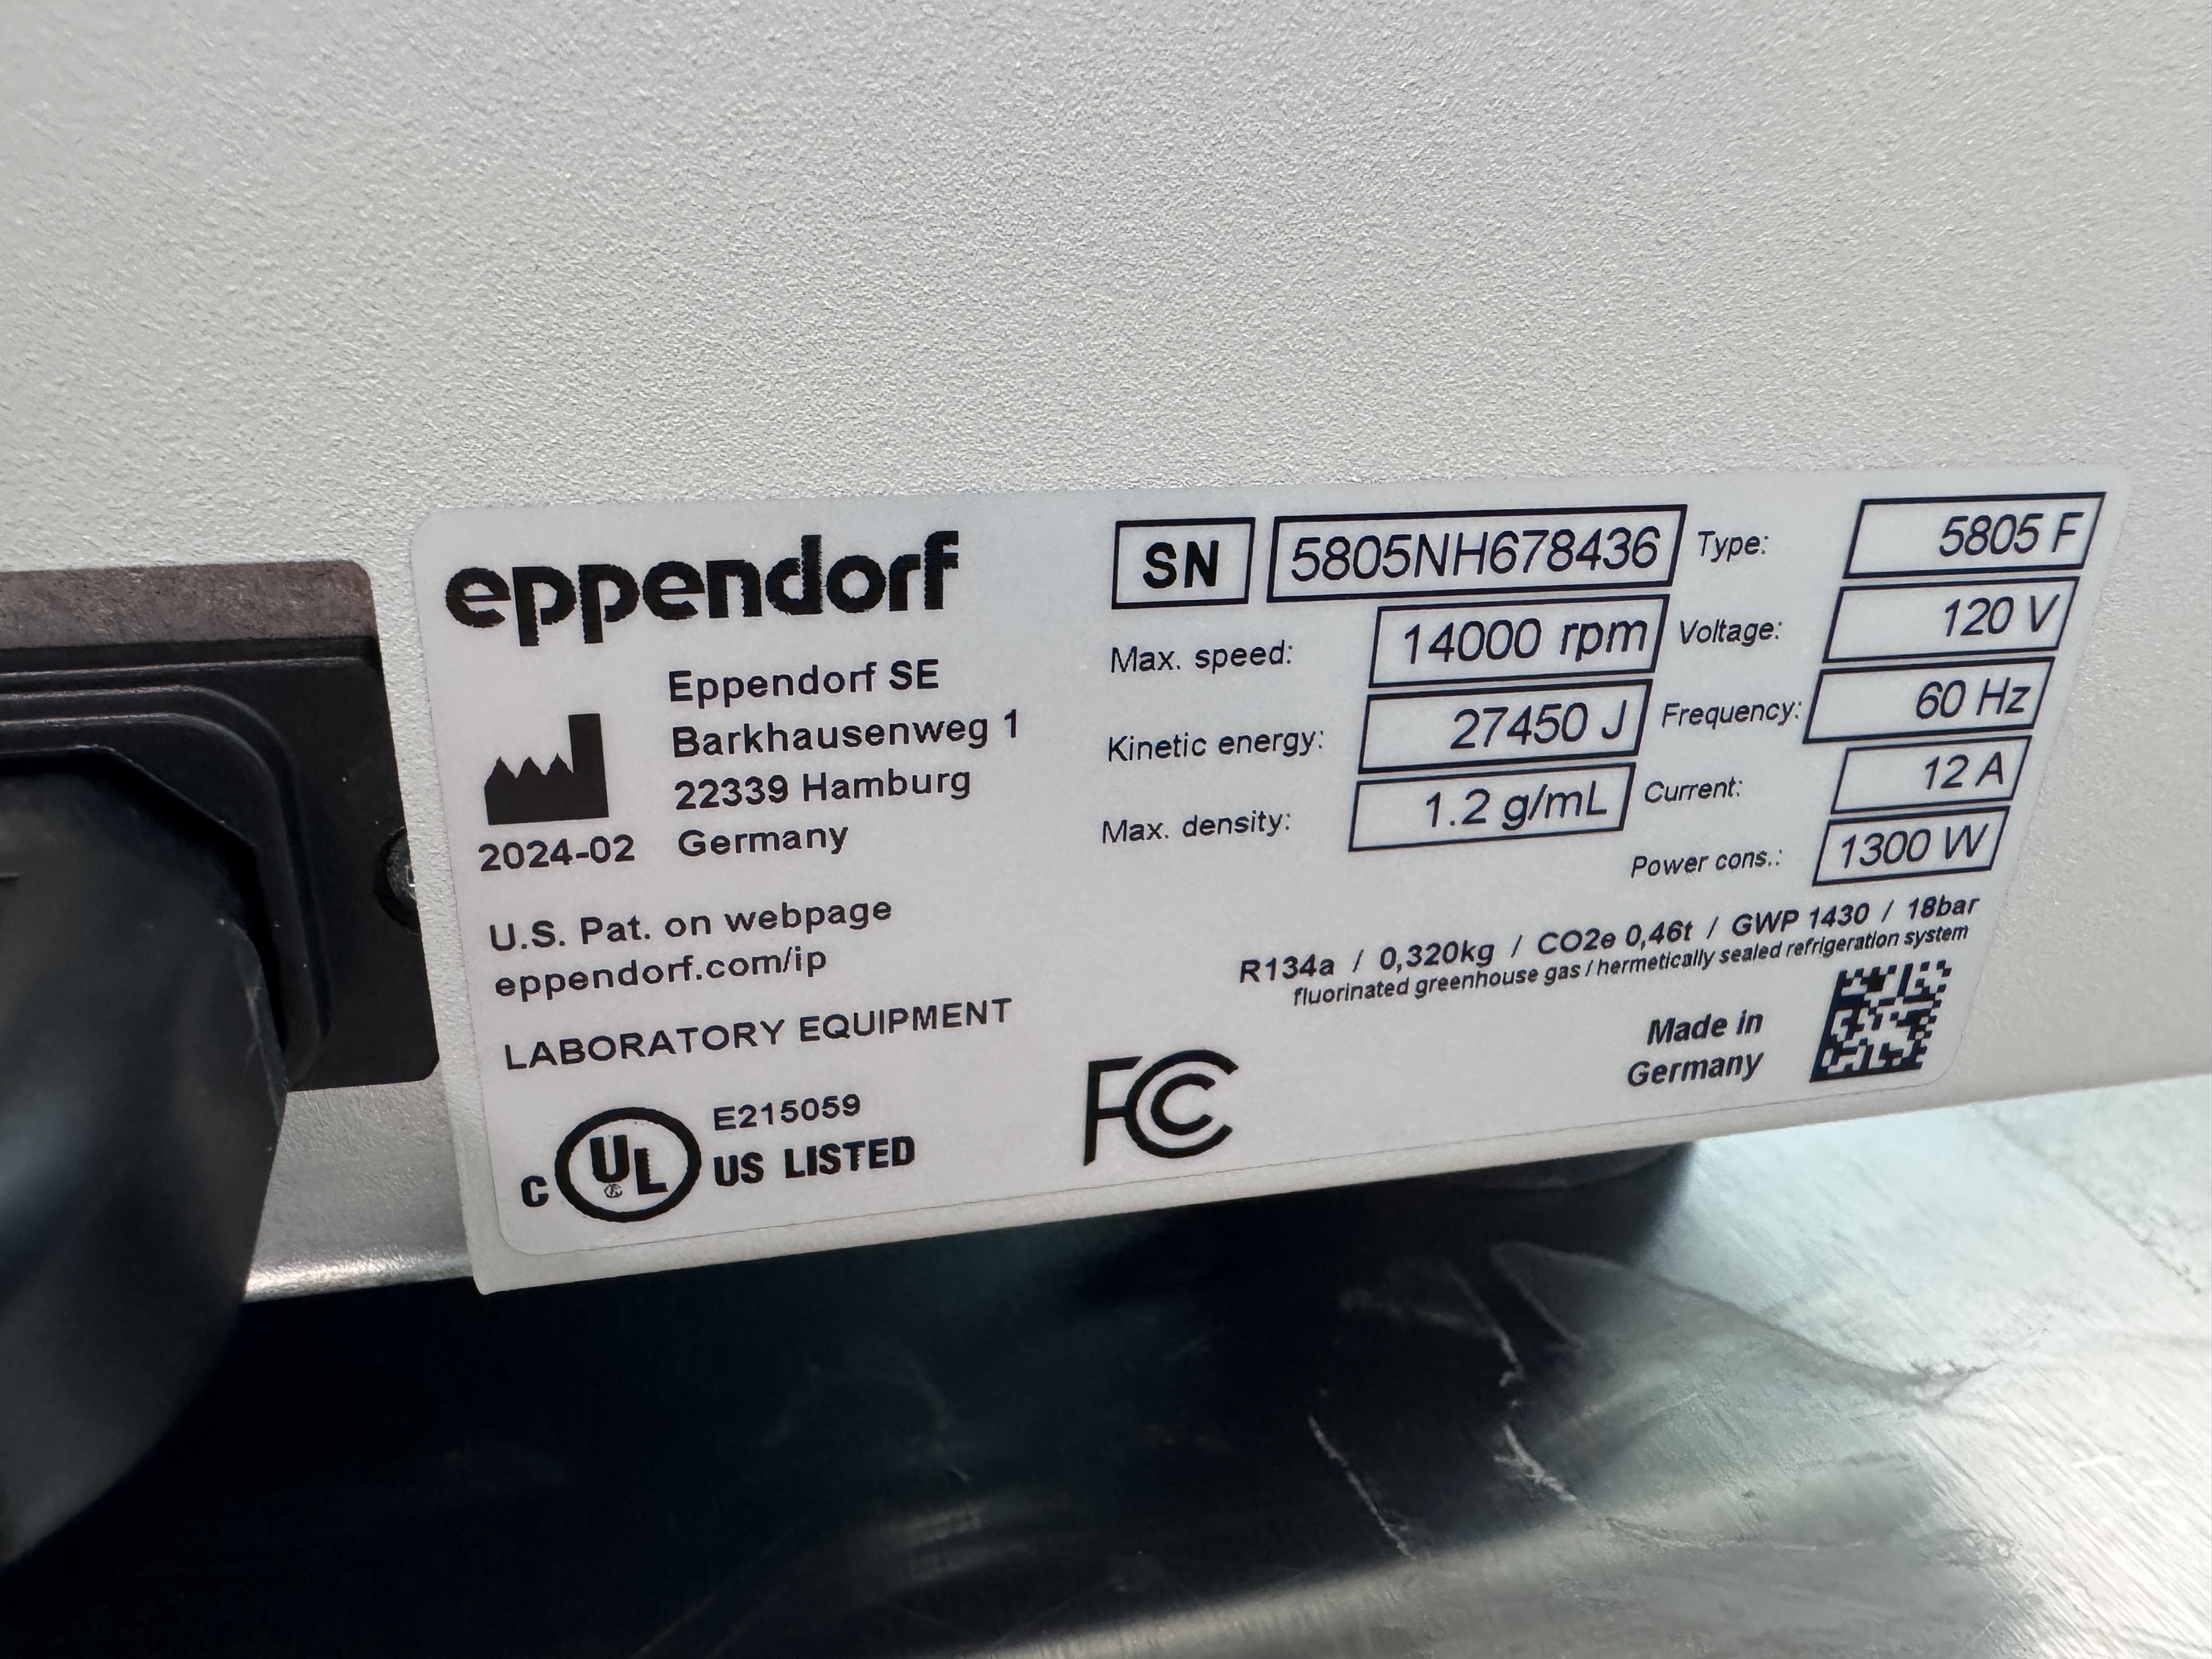 eppendorf
Eppendorf SE
Barkhausenweg 1
22339 Hamburg
2024-02 Germany
U.S. Pat. on webpage
eppendorf.com/ip
LABORATORY EQUIPMENT
C UL US LISTED
E215059
FC
SN 5805NH678436 Type: 5805 F
Max. speed: 14000 rpm Voltage: 120 V
Kinetic energy: 27450 J Frequency: 60 Hz
Max. density: 1.2 g/mL Current: 12 A
Power cons.: 1300 W
R134a / 0,320kg / CO2e 0,46t / GWP 1430 / 18bar
fluorinated greenhouse gas / hermetically sealed refrigeration system
Made in
Germany